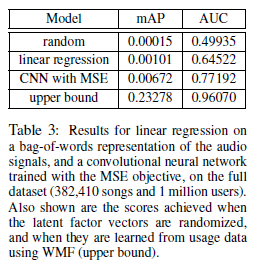 Model mAP AUC
random 0.00015 0.49935
linear regression 0.00101 0.64522
CNN with MSE 0.00672 0.77192
upper bound 0.23278 0.96070
Table 3: Results for linear regression on
a bag-of-words representation of the audio
signals, and a convolutional neural network
trained with the MSE objective, on the full
dataset (382,410 songs and 1 million users).
Also shown are the scores achieved when
the latent factor vectors are randomized,
and when they are learned from usage data
using WMF (upper bound).